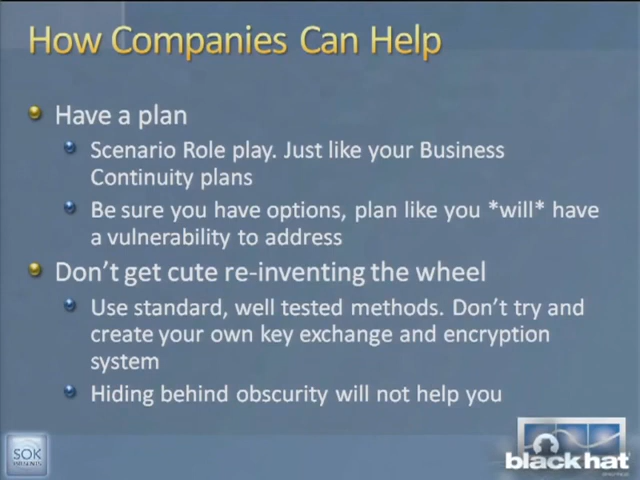 How Companies Can Help
Have a plan
Scenario Role play. Just like your Business
Continuity plans
Be sure you have options, plan like you *will* have
a vulnerability to address
Don't get cute re-inventing the wheel
Use standard, well tested methods. Don't try and
create your own key exchange and encryption
system
Hiding behind obscurity will not help you
SOK
black hat